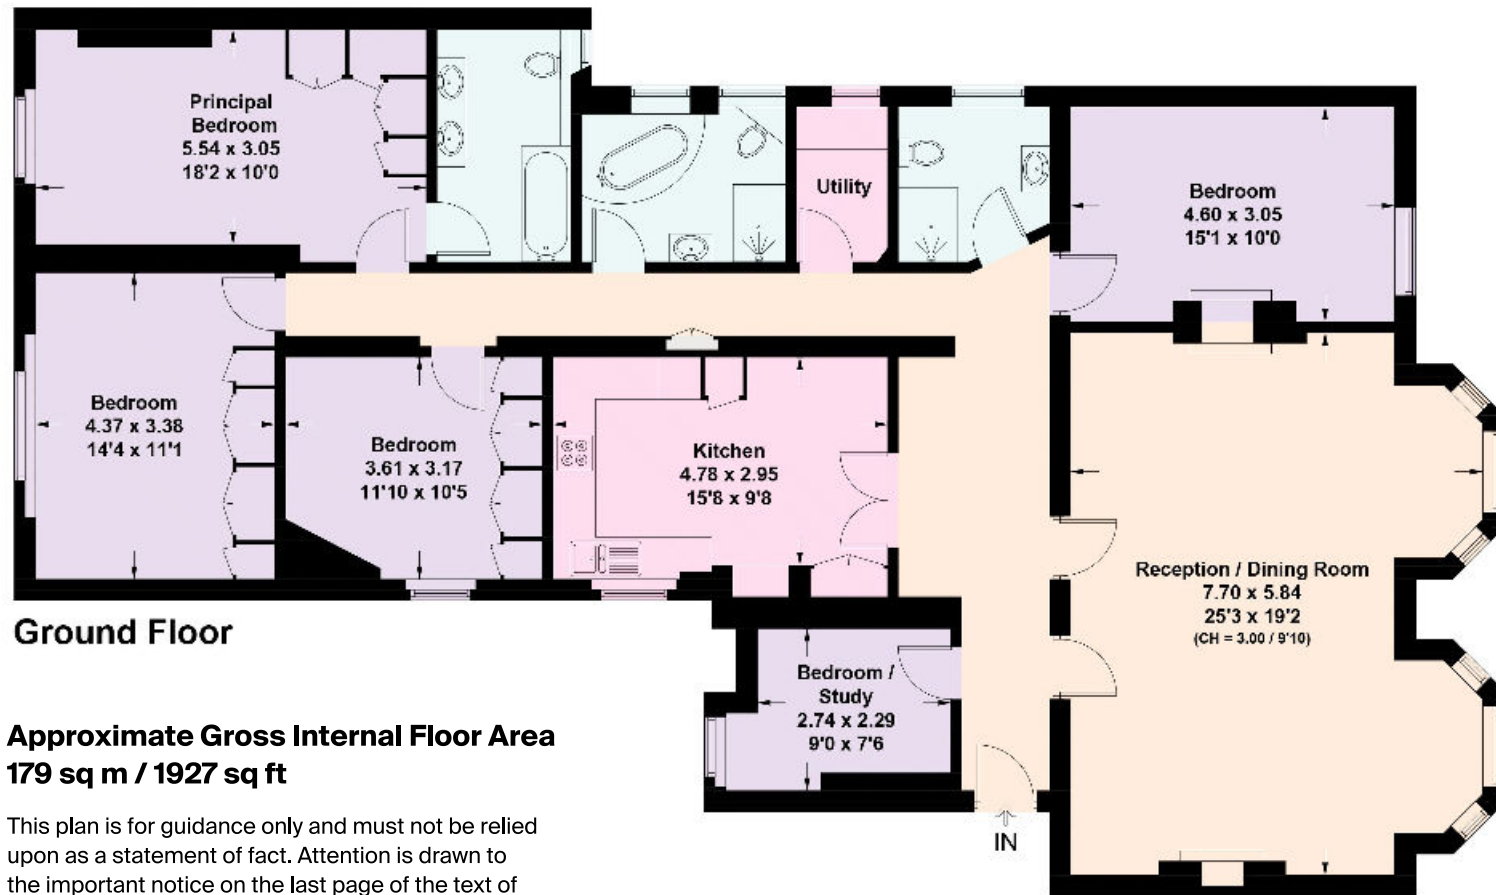 Principal
Bedroom
5.54 x 3.05
18'2 x 10'0
Utility
Bedroom
4.60 x 3.05
15'1 x 10'0
Bedroom
4.37 x 3.38
14'4 x 11'1
Bedroom
3.61 x 3.17
11'10 x 10'5
Kitchen
4.78 x 2.95
15'8 x 9'8
Reception / Dining Room
7.70 x 5.84
25'3 x 19'2
(CH = 3.00 / 9'10)
Ground Floor
Bedroom /
Study
2.74 x 2.29
9'0 x 7'6
IN
Approximate Gross Internal Floor Area
179 sq m / 1927 sq ft
This plan is for guidance only and must not be relied
upon as a statement of fact. Attention is drawn to
the important notice on the last page of the text of